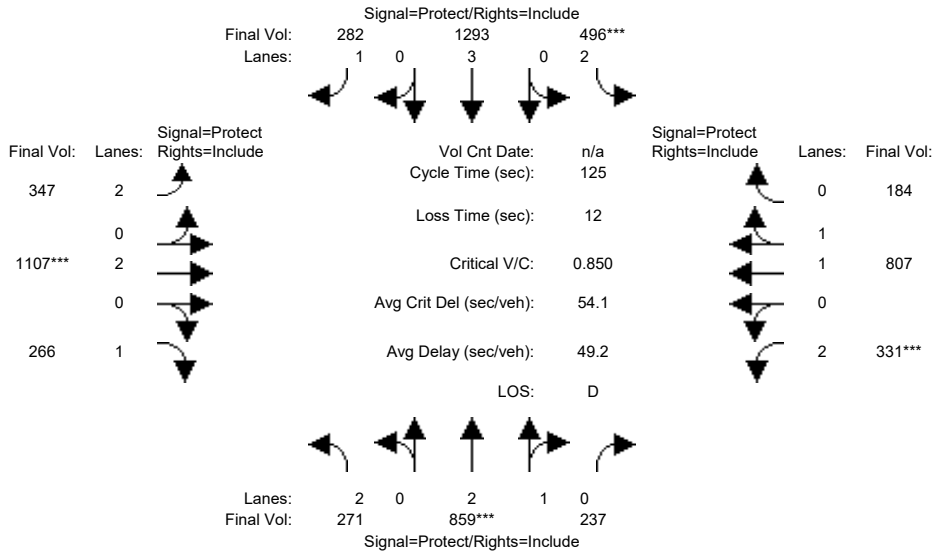 Signal=Protect/Rights=Include
Final Vol: 282 1293 496***
Lanes: 1 0 3 0 2
Signal=Protect Signal=Protect
Final Vol: Lanes: Rights=Include Vol Cnt Date: n/a Rights=Include Lanes: Final Vol:
Cycle Time (sec): 125
347 2 0 184
Loss Time (sec): 12
0 1
1107*** 2 Critical V/C: 0.850 1 807
0 Avg Crit Del (sec/veh): 54.1 0
266 1 Avg Delay (sec/veh): 49.2 2 331***
LOS: D
Lanes: 2 0 2 1 0
Final Vol: 271 859*** 237
Signal=Protect/Rights=Include